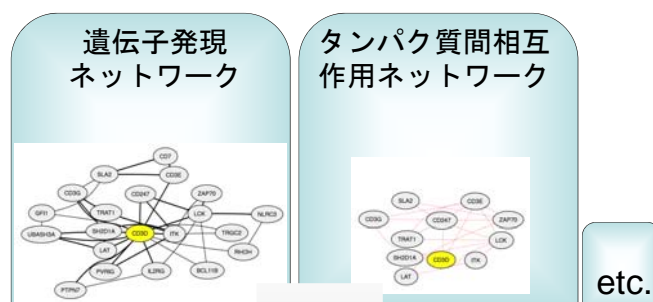 遺伝子発現
ネットワーク
タンパク質間相互
作用ネットワーク
CD7
SLA2
CD3E
CD3G
CD247
ZAP70
GFI1
TRAT1
LCK
NLRC3
UBASH3A
SH2D1A
CD3D
ITK
TRGC2
LAT
RHOH
PVRIG
IL2RG
BCL11B
PTPN7
SLA2
CD3E
CD3G
CD247
ZAP70
TRAT1
LCK
SH2D1A
CD3D
ITK
LAT
etc.